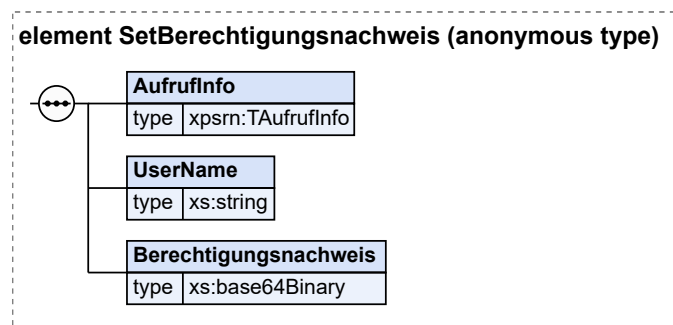 element SetBerechtigungsnachweis (anonymous type)
AufrufInfo
type xpsrn:TAufrufInfo
UserName
type xs:string
Berechtigungsnachweis
type xs:base64Binary